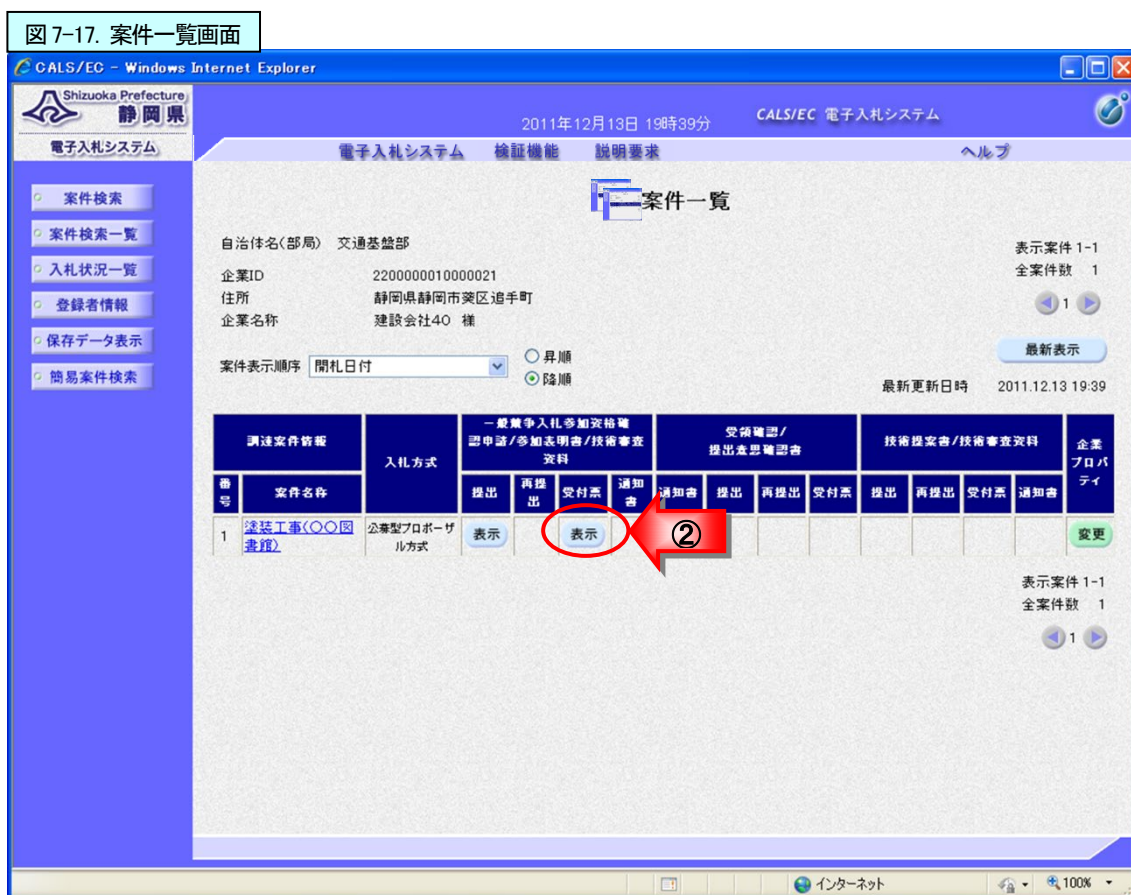 図 7-17. 案件一覧画面
CALS/EC - Windows Internet Explorer
Shizuoka Prefecture
静岡県
電子入札システム
2011年12月13日 19時39分
CALS/EC 電子入札システム
電子入札システム 検証機能 説明要求 ヘルプ
案件検索
案件検索一覧
入札状況一覧
登録者情報
保存データ表示
簡易案件検索
案件一覧
自治体名(部局) 交通基盤部
企業ID 2200000010000021
住所 静岡県静岡市葵区追手町
企業名称 建設会社40 様
表示案件 1-1
全案件数 1
1
案件表示順序 開札日付
昇順
降順
最新表示
最新更新日時 2011.12.13 19:39
調達案件情報
入札方式
一般競争入札参加資格確
認申請/参加表明書/技術審査
資料
受領確認/
提出意思確認書
技術提案書/技術審査資料
企業
プロパ
ティ
番号 案件名称 提出 再提出 受付票 通知書 通知書 提出 再提出 受付票 提出 再提出 受付票 通知書
1 塗装工事(〇〇図書館) 公募型プロポーザル方式 表示 表示 ② 変更
表示案件 1-1
全案件数 1
1
インターネット
100%